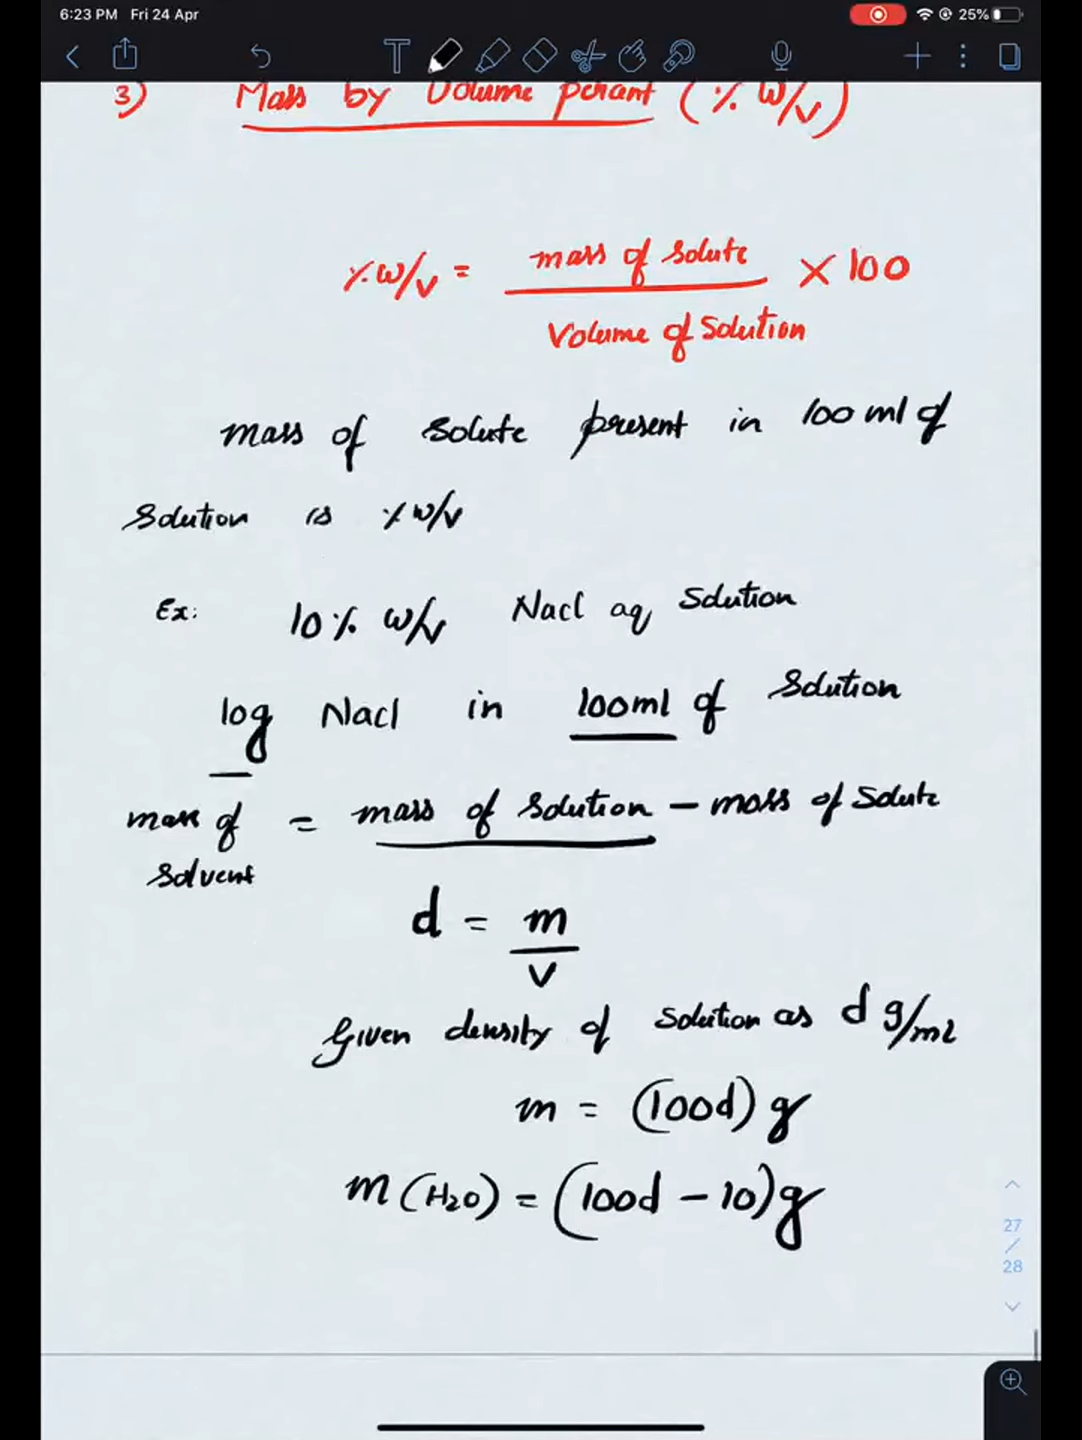 6:23 PM Fri 24 Apr
25%
3) Mass by Volume (% W/V)
% W/V = mass of solute / Volume of Solution × 100
mass of solute present in 100 ml of
Solution is % W/V
Ex: 10% W/V Nacl aq Solution
10g Nacl in 100ml of Solution
mass of solvent = mass of solution - mass of Solute
d = m / v
Given density of Solution as d g/ml
m = (100d) g
m (H2O) = (100d - 10) g
27
/
28